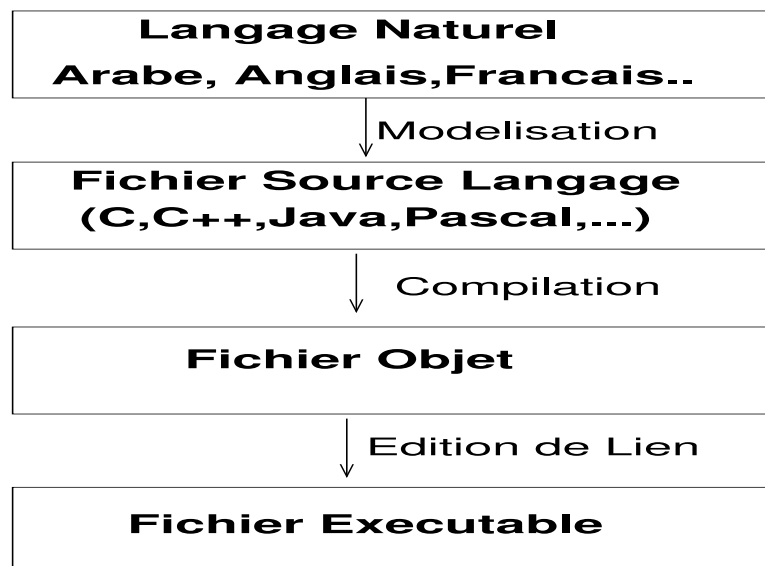 Langage Naturel
Arabe, Anglais,Francais..
Modelisation
Fichier Source Langage
(C,C++,Java,Pascal,...)
Compilation
Fichier Objet
Edition de Lien
Fichier Executable